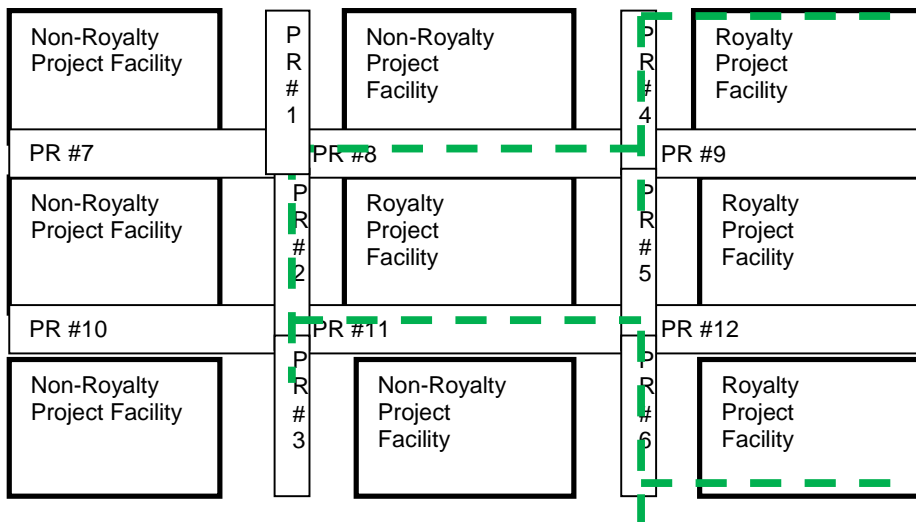 Non-Royalty
Project Facility
P
R
#
1
Non-Royalty
Project
Facility
P
R
#
4
Royalty
Project
Facility
PR #7
PR #8
PR #9
Non-Royalty
Project Facility
P
R
#
2
Royalty
Project
Facility
P
R
#
5
Royalty
Project
Facility
PR #10
PR #11
PR #12
Non-Royalty
Project Facility
P
R
#
3
Non-Royalty
Project
Facility
P
R
#
6
Royalty
Project
Facility